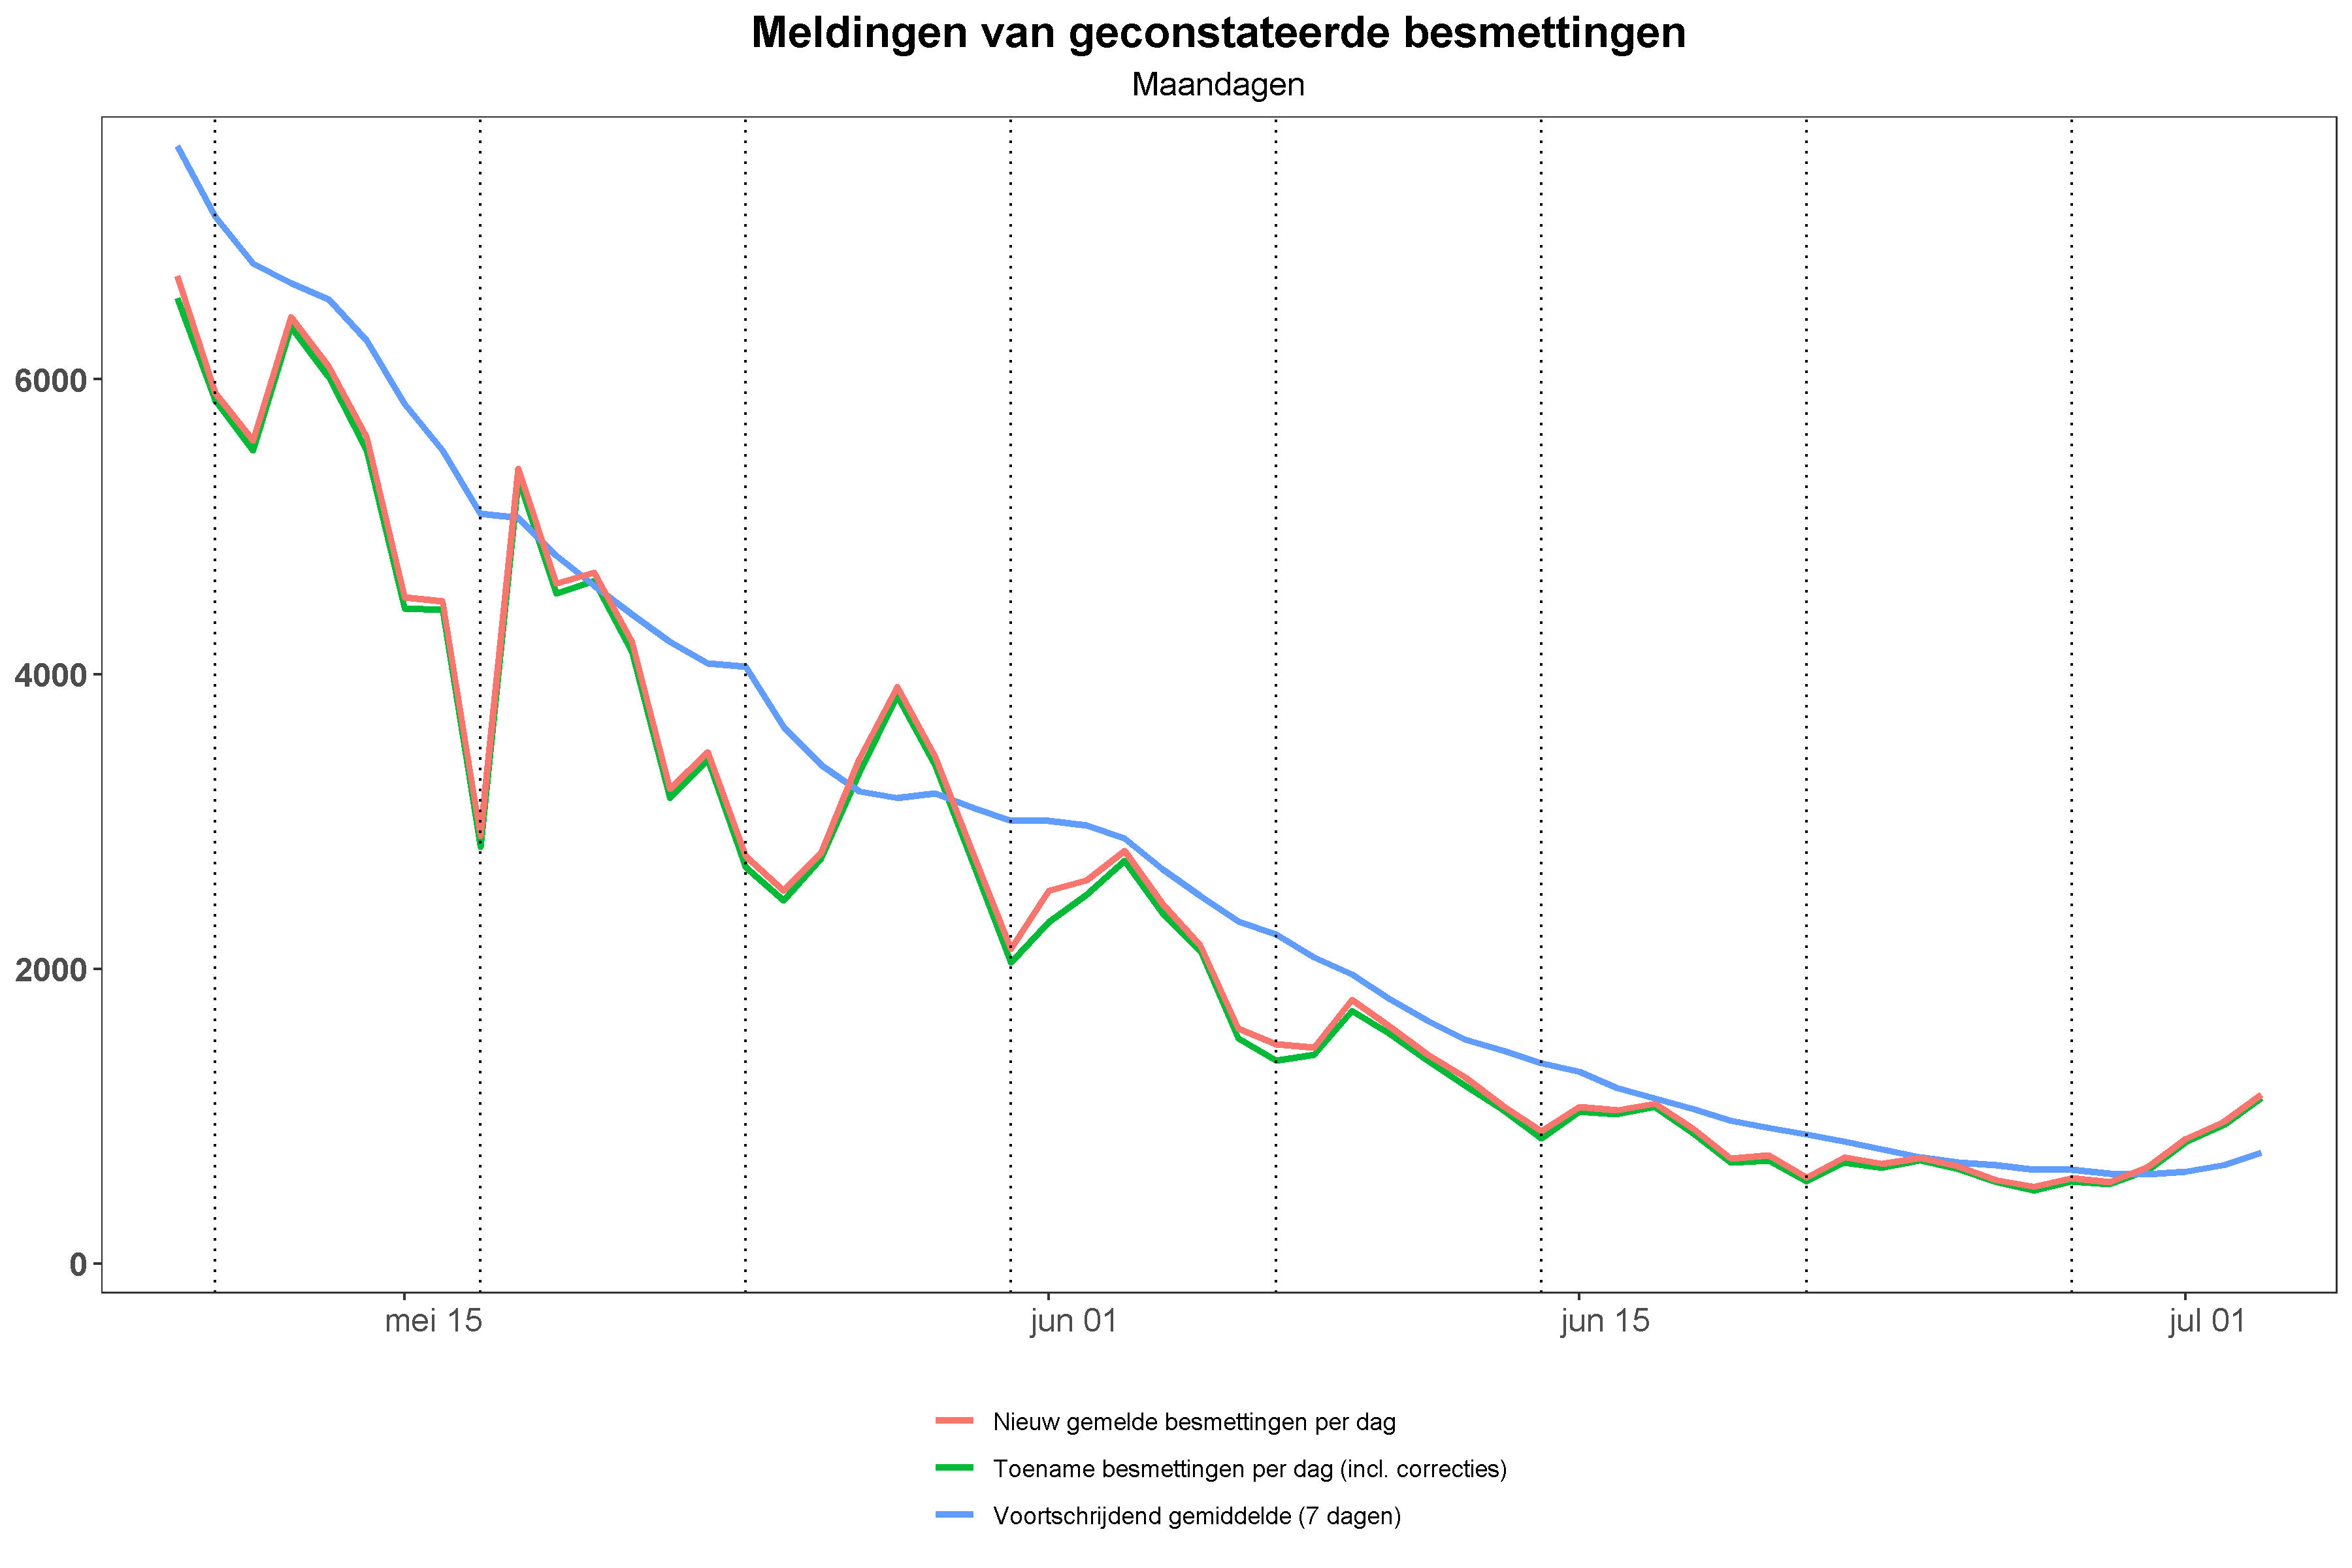 Meldingen van geconstateerde besmettingen
Maandagen
6000
4000
2000
0
mei 15
jun 01
jun 15
jul 01
Nieuw gemelde besmettingen per dag
Toename besmettingen per dag (incl. correcties)
Voortschrijdend gemiddelde (7 dagen)